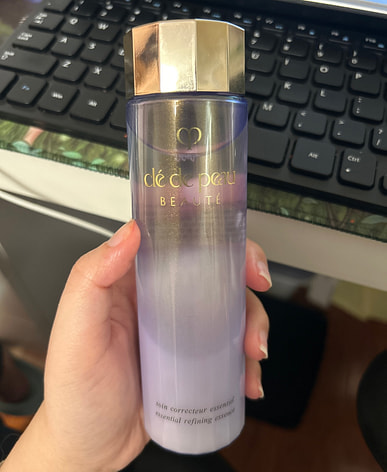 clé de peau
BEAUTÉ
soin correcteur essentiel
essential refining essence